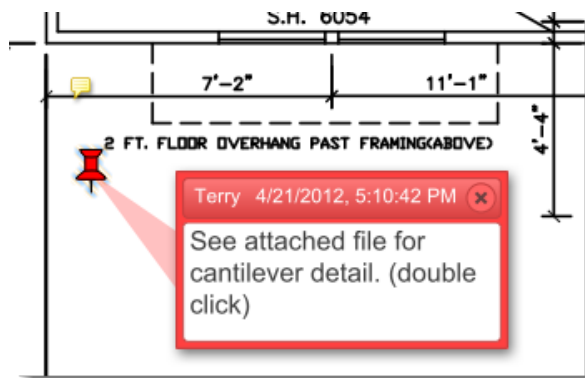 S.H. 6054
7'-2" 11'-1"
4'-4"
2 FT. FLOOR OVERHANG PAST FRAMING(ABOVE)
Terry 4/21/2012, 5:10:42 PM
See attached file for
cantilever detail. (double
click)